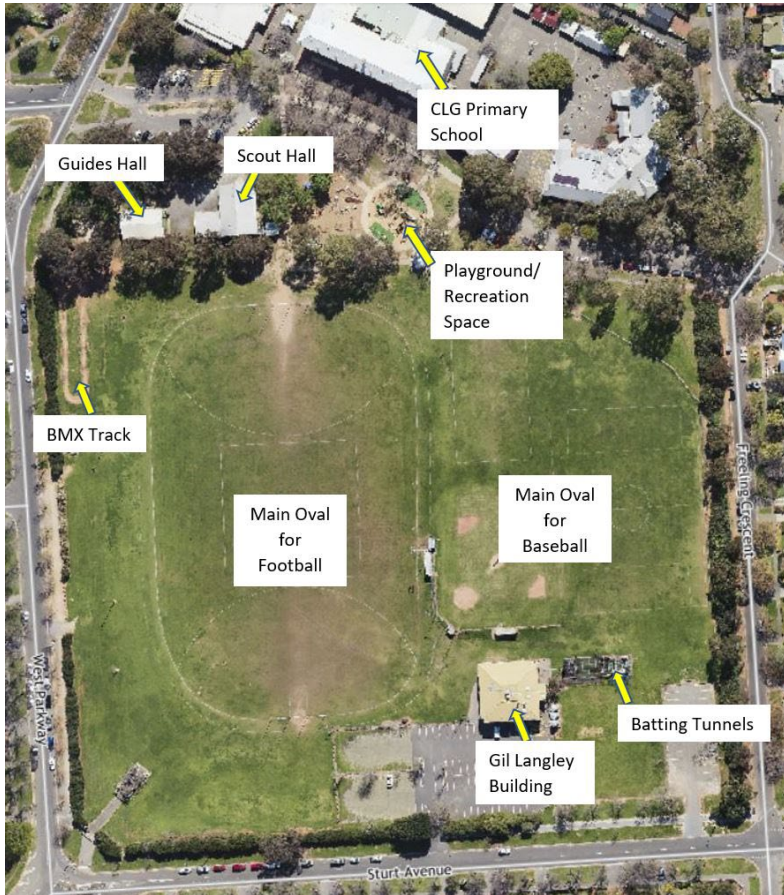 CLG Primary
School
Guides Hall
Scout Hall
Playground/
Recreation
Space
BMX Track
Main Oval
for
Football
Main Oval
for
Baseball
Freeling Crescent
West Parkway
Batting Tunnels
Gil Langley
Building
Sturt Avenue